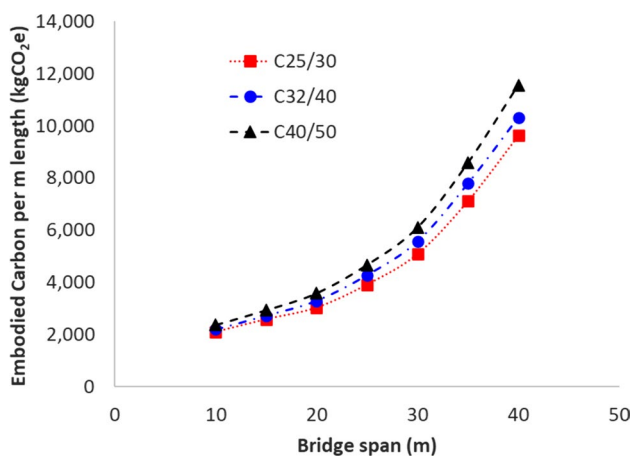 Embodied Carbon per m length (kgCO₂e)
14,000
12,000
10,000
8,000
6,000
4,000
2,000
0
C25/30
C32/40
C40/50
0 10 20 30 40 50
Bridge span (m)